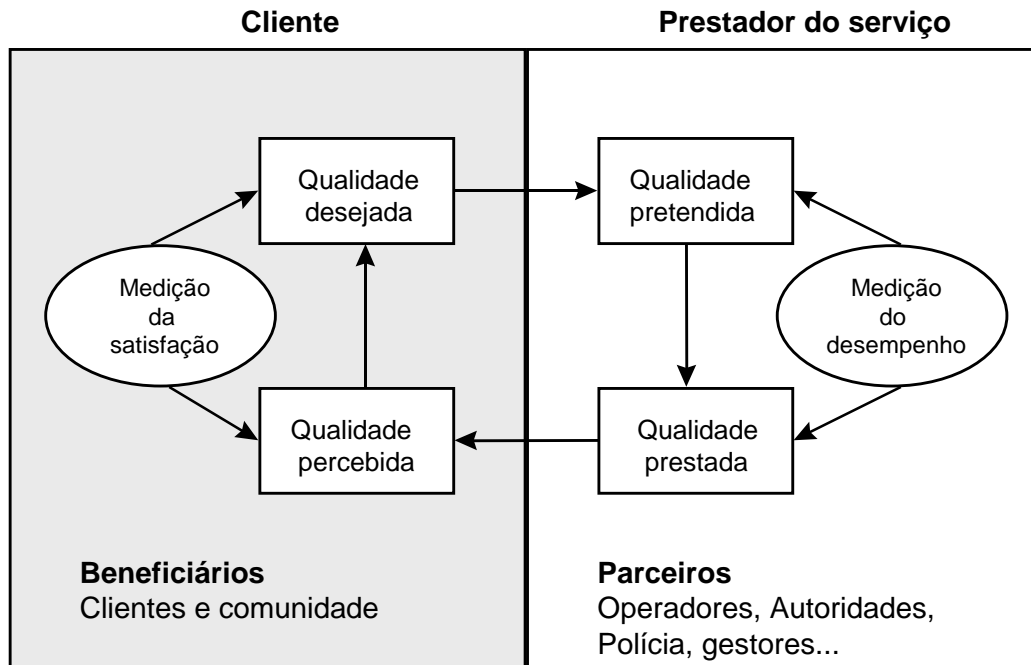 Cliente
Prestador do serviço
Qualidade
desejada
Qualidade
pretendida
Medição
da
satisfação
Medição
do
desempenho
Qualidade
percebida
Qualidade
prestada
Beneficiários
Clientes e comunidade
Parceiros
Operadores, Autoridades,
Polícia, gestores...